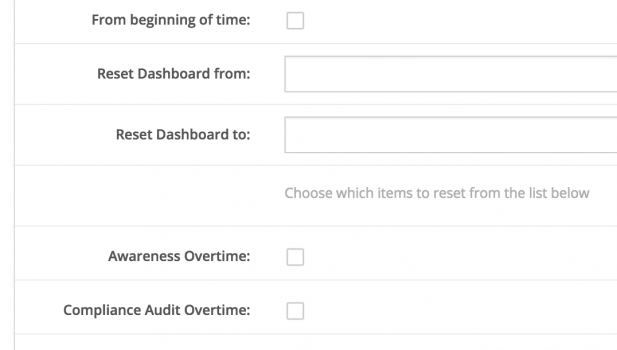 From beginning of time:
Reset Dashboard from:
Reset Dashboard to:
Choose which items to reset from the list below
Awareness Overtime:
Compliance Audit Overtime: